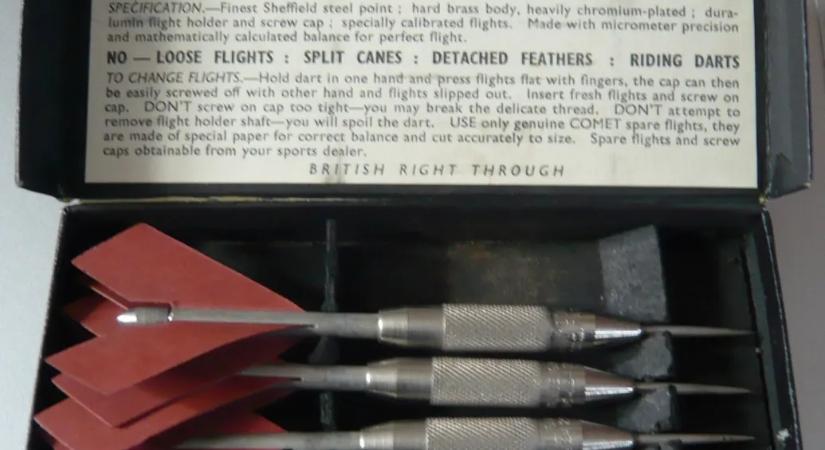 SPECIFICATION.—Finest Sheffield steel point ; hard brass body, heavily chromium-plated ; dura-
lumin flight holder and screw cap ; specially calibrated flights. Made with micrometer precision
and mathematically calculated balance for perfect flight.
NO — LOOSE FLIGHTS : SPLIT CANES : DETACHED FEATHERS : RIDING DARTS
TO CHANGE FLIGHTS.—Hold dart in one hand and press flights flat with fingers, the cap can then
be easily screwed off with other hand and flights slipped out. Insert fresh flights and screw on
cap. DON'T screw on cap too tight—you may break the delicate thread. DON'T attempt to
remove flight holder shaft—you will spoil the dart. USE only genuine COMET spare flights, they
are made of special paper for correct balance and cut accurately to size. Spare flights and screw
caps obtainable from your sports dealer.
BRITISH RIGHT THROUGH